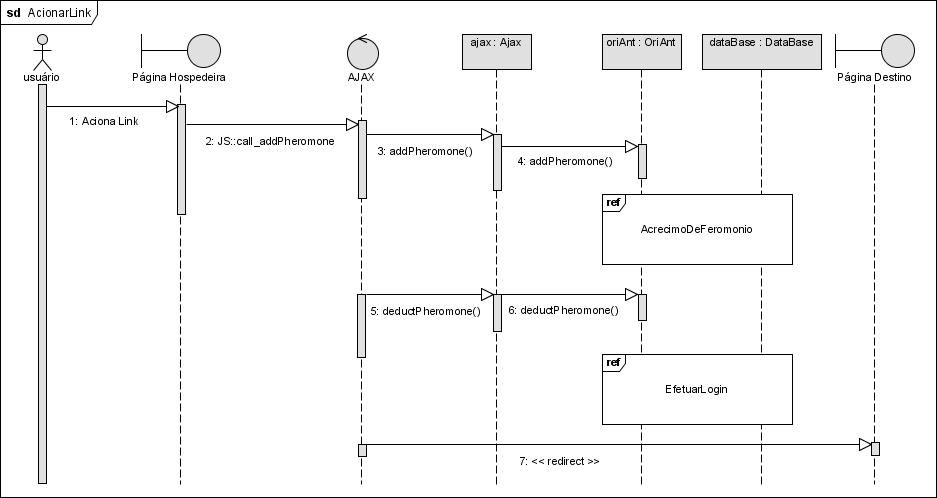 sd AcionarLink
usuário
Página Hospedeira
AJAX
ajax : Ajax
oriAnt : OriAnt
dataBase : DataBase
Página Destino
1: Aciona Link
2: JS::call_addPheromone
3: addPheromone()
4: addPheromone()
ref
AcrecimoDeFeromonio
5: deductPheromone()
6: deductPheromone()
ref
EfetuarLogin
7: << redirect >>